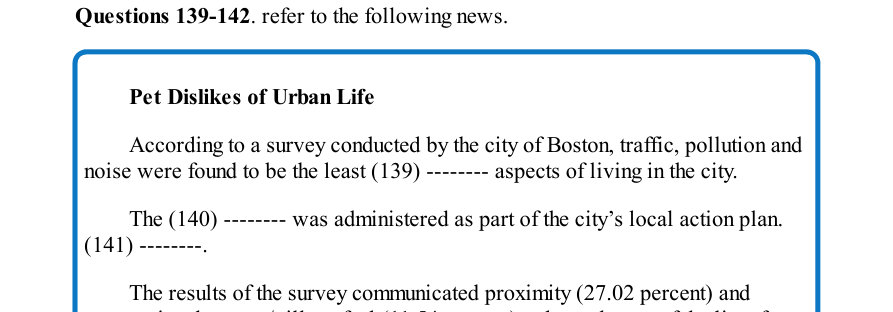 Questions 139-142. refer to the following news.
Pet Dislikes of Urban Life
According to a survey conducted by the city of Boston, traffic, pollution and
noise were found to be the least (139) -------- aspects of living in the city.
The (140) -------- was administered as part of the city’s local action plan.
(141) --------.
The results of the survey communicated proximity (27.02 percent) and